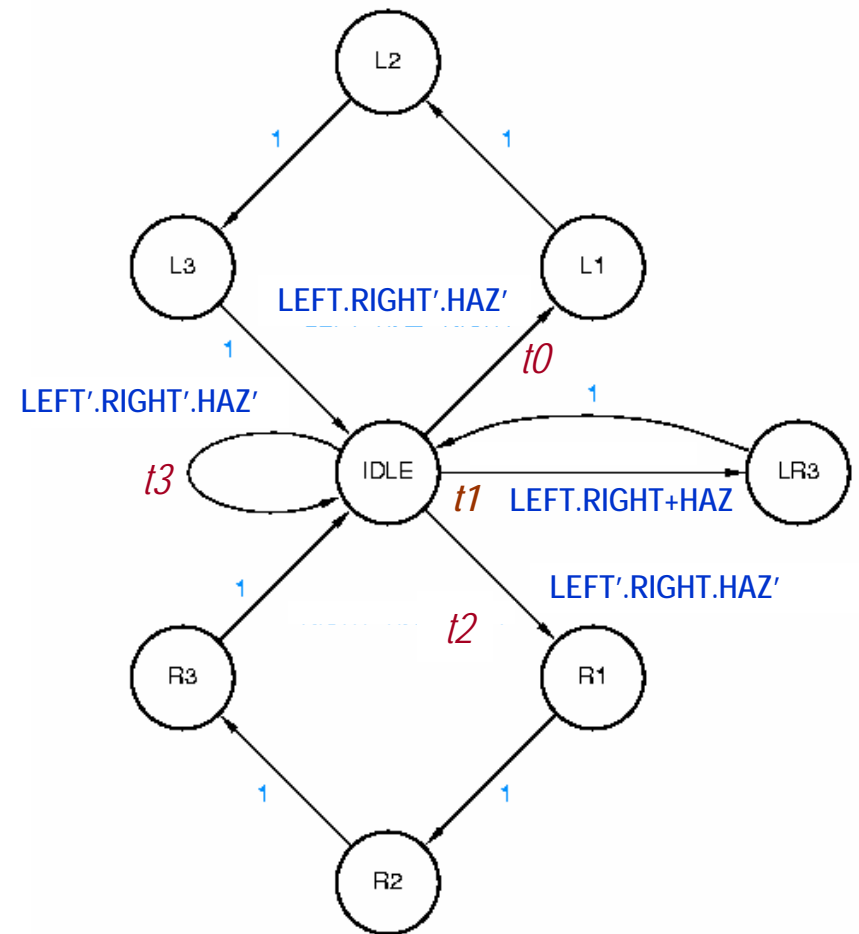 L2
1
1
L3
L1
LEFT.RIGHT′.HAZ′
1
t0
LEFT′.RIGHT′.HAZ′
1
t3
IDLE
LR3
t1
LEFT.RIGHT+HAZ
1
LEFT′.RIGHT.HAZ′
t2
R3
R1
1
1
R2